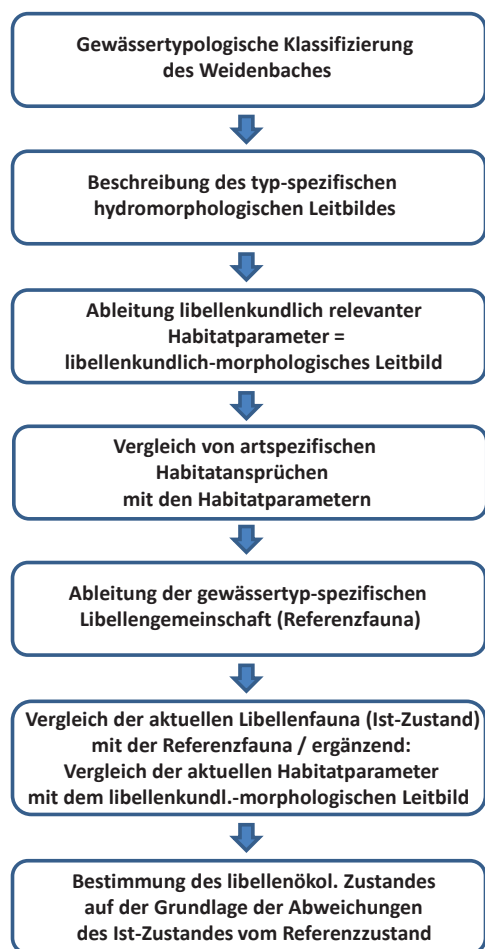 Gewässertypologische Klassifizierung
des Weidenbaches
Beschreibung des typ-spezifischen
hydromorphologischen Leitbildes
Ableitung libellenkundlich relevanter
Habitatparameter =
libellenkundlich-morphologisches Leitbild
Vergleich von artspezifischen
Habitatansprüchen
mit den Habitatparametern
Ableitung der gewässertyp-spezifischen
Libellengemeinschaft (Referenzfauna)
Vergleich der aktuellen Libellenfauna (Ist-Zustand)
mit der Referenzfauna / ergänzend:
Vergleich der aktuellen Habitatparameter
mit dem libellenkundl.-morphologischen Leitbild
Bestimmung des libellenökol. Zustandes
auf der Grundlage der Abweichungen
des Ist-Zustandes vom Referenzzustand